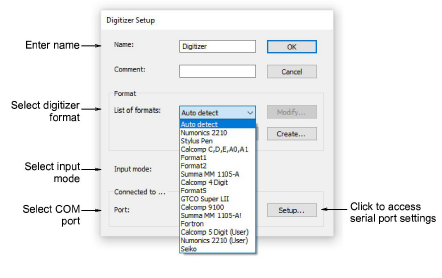 Digitizer Setup
Enter name
Name:
Digitizer
OK
Comment:
Cancel
Format
Select digitizer
format
List of formats:
Auto detect
Modify...
Create...
Auto detect
Numonics 2210
Stylus Pen
Calcomp C,D,E,A0,A1
Format1
Format2
Summa MM 1105-A
Calcomp 4 Digit
Format5
GTCO Super LII
Calcomp 9100
Summa MM 1105-A!
Fortron
Calcomp 5 Digit (User)
Numonics 2210 (User)
Seiko
Select input
mode
Input mode:
Connected to ...
Select COM
port
Port:
Setup...
Click to access
serial port settings